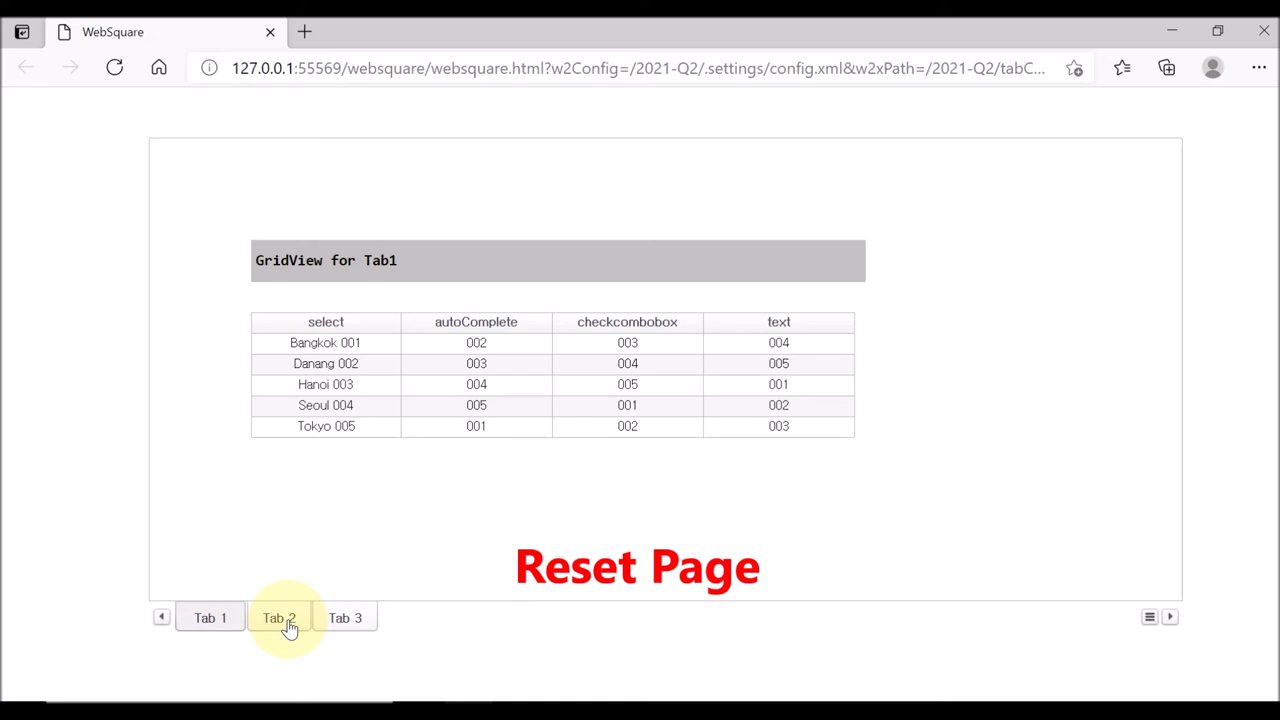 WebSquare
127.0.0.1:55569/websquare/websquare.html?w2Config=/2021-Q2/.settings/config.xml&w2xPath=/2021-Q2/tabC...
GridView for Tab1
select autoComplete checkcombobox text
Bangkok 001 002 003 004
Danang 002 003 004 005
Hanoi 003 004 005 001
Seoul 004 005 001 002
Tokyo 005 001 002 003
Reset Page
Tab 1 Tab 2 Tab 3